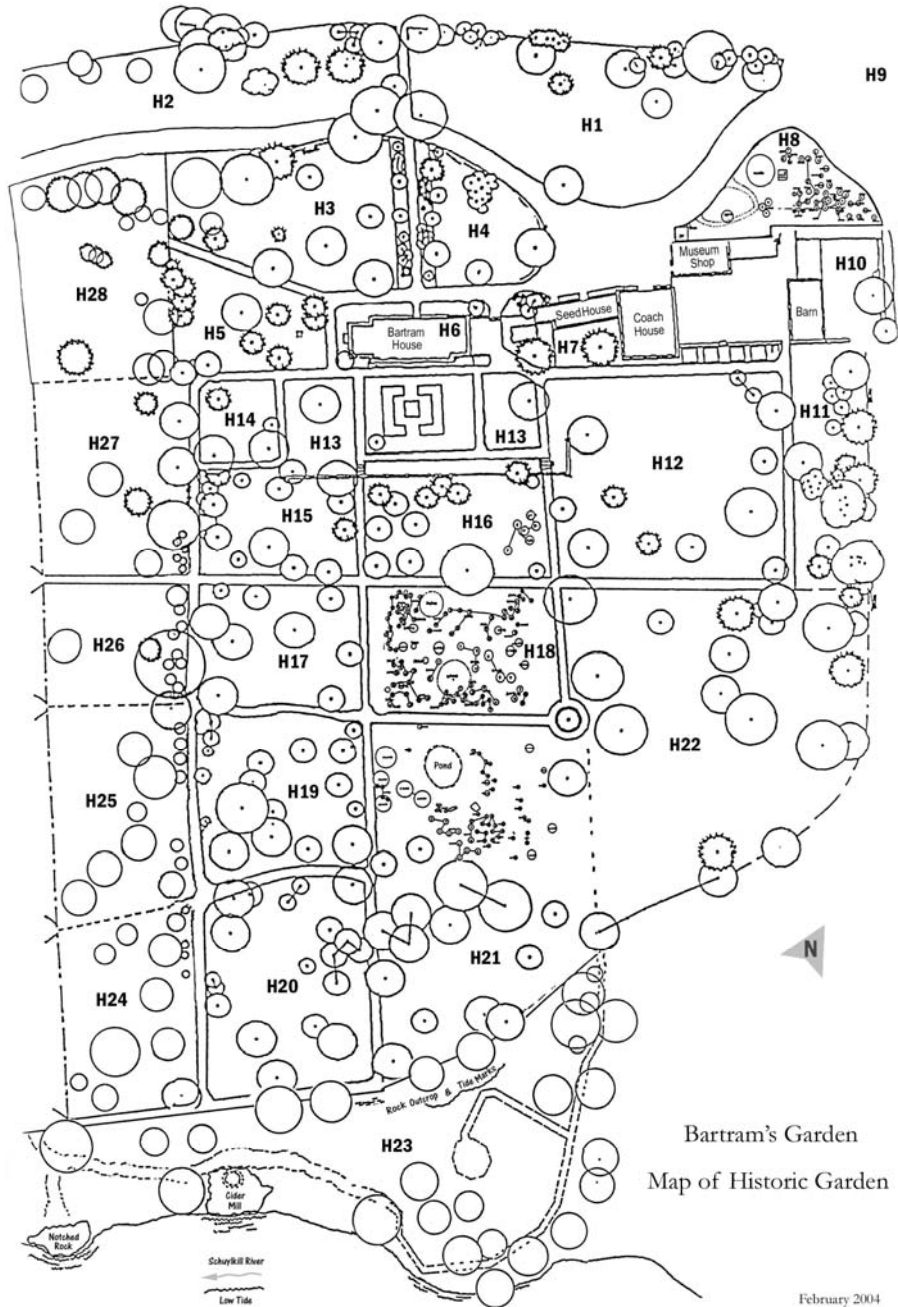 H9
H2
H1
H8
H3
H4
Museum
Shop
H10
H28
H5
H6
Bartram
House
Seed House
H7
Coach
House
Barn
H14
H13
H13
H11
H27
H12
H15
H16
H26
H17
H18
H22
H25
H19
Pond
H24
H20
H21
N
Rock Outcrop & Tide Marks
H23
Bartram's Garden
Map of Historic Garden
Cider
Mill
Notched
Rock
Schuylkill River
Low Tide
February 2004